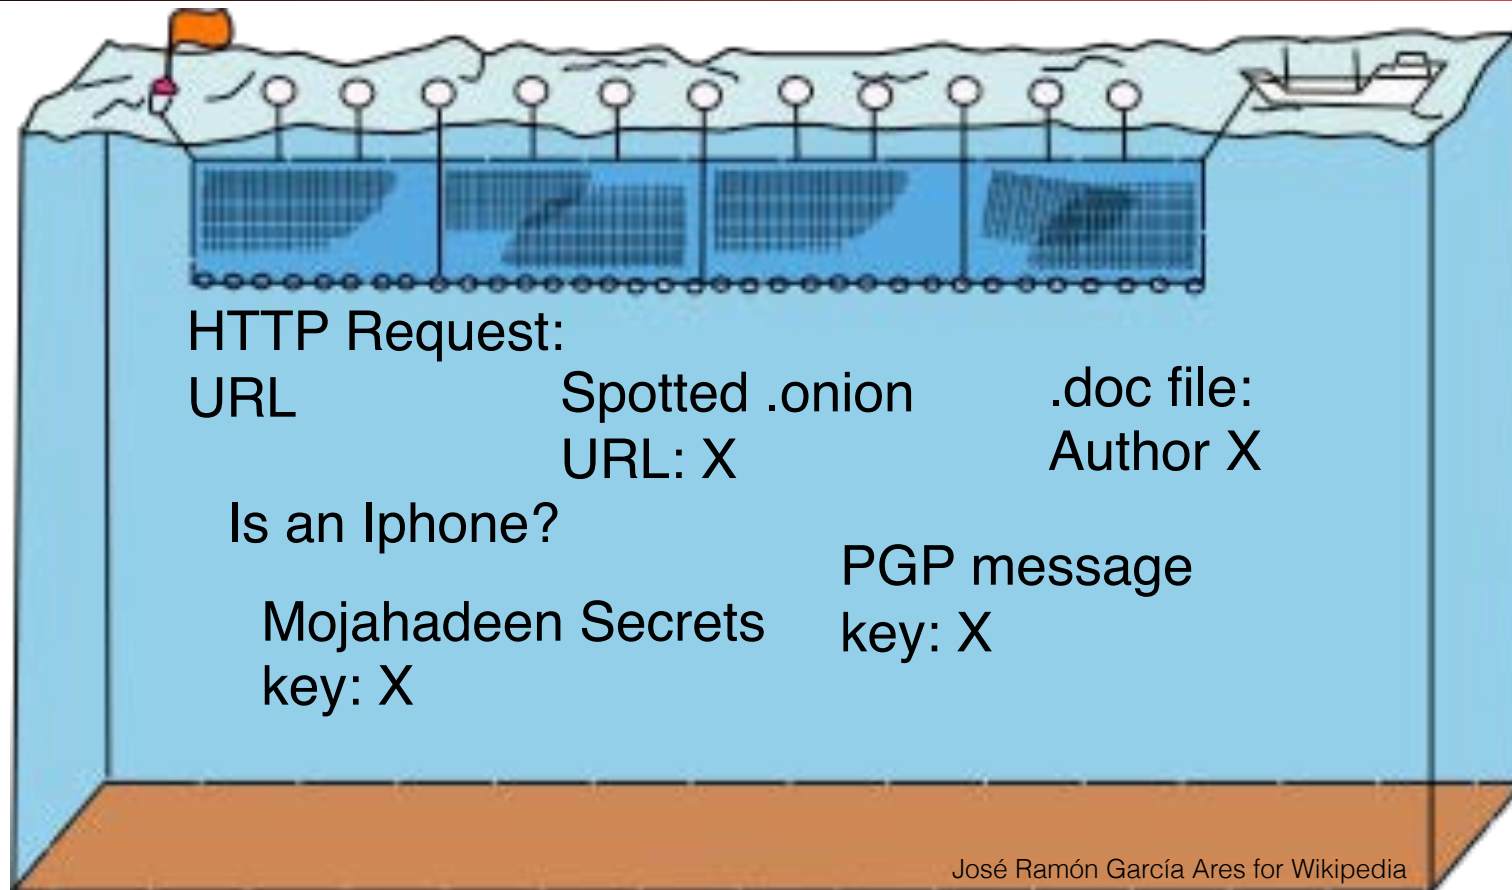 HTTP Request:
URL
Spotted .onion
URL: X
.doc file:
Author X
Is an Iphone?
PGP message
key: X
Mojahadeen Secrets
key: X
José Ramón García Ares for Wikipedia